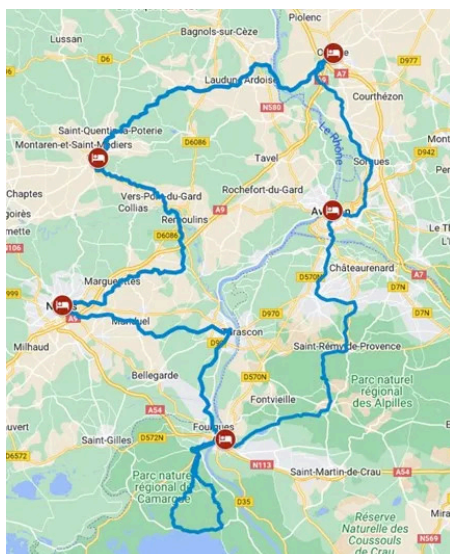 Lussan
Bagnols-sur-Cèze
Piolenc
D977
D6
Laudun-Ardoise
A7
Courthézon
N580
Saint-Quentin-la-Poterie
D6086
Le Rhône
Montaren-et-Saint-Médiers
Tavel
Sorgues
D942
Chaptes
Rochefort-du-Gard
Vers-Pont-du-Gard
Collias
Remoulins
A9
D6086
D570N
Châteaurenard
A7
D7N
D999
Marguerittes
D970
D7N
Manduel
Milhaud
Saint-Rémy-de-Provence
Bellegarde
D570N
Parc naturel
régional
des Alpilles
A54
Fontvieille
Saint-Gilles
D572N
Fourques
D6572
N113
Saint-Martin-de-Crau
A54
Parc naturel
régional de
Camargue
D35
Réserve
Naturelle des
Coussouls
de Crau
N569